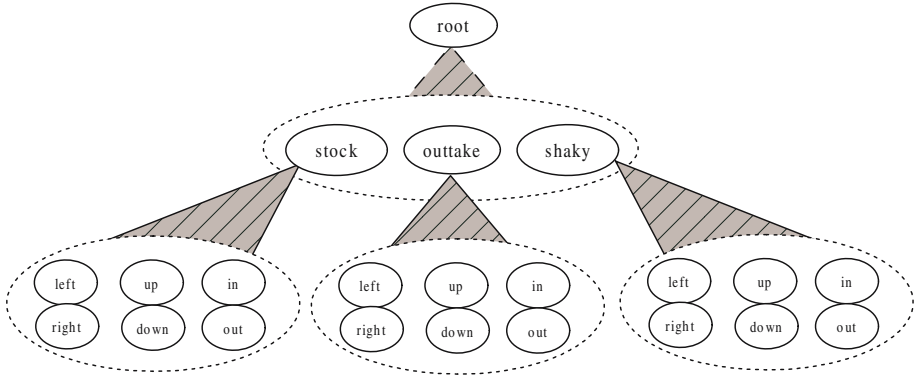 root
stock outtake shaky
left up in left up in left up in
right down out right down out right down out